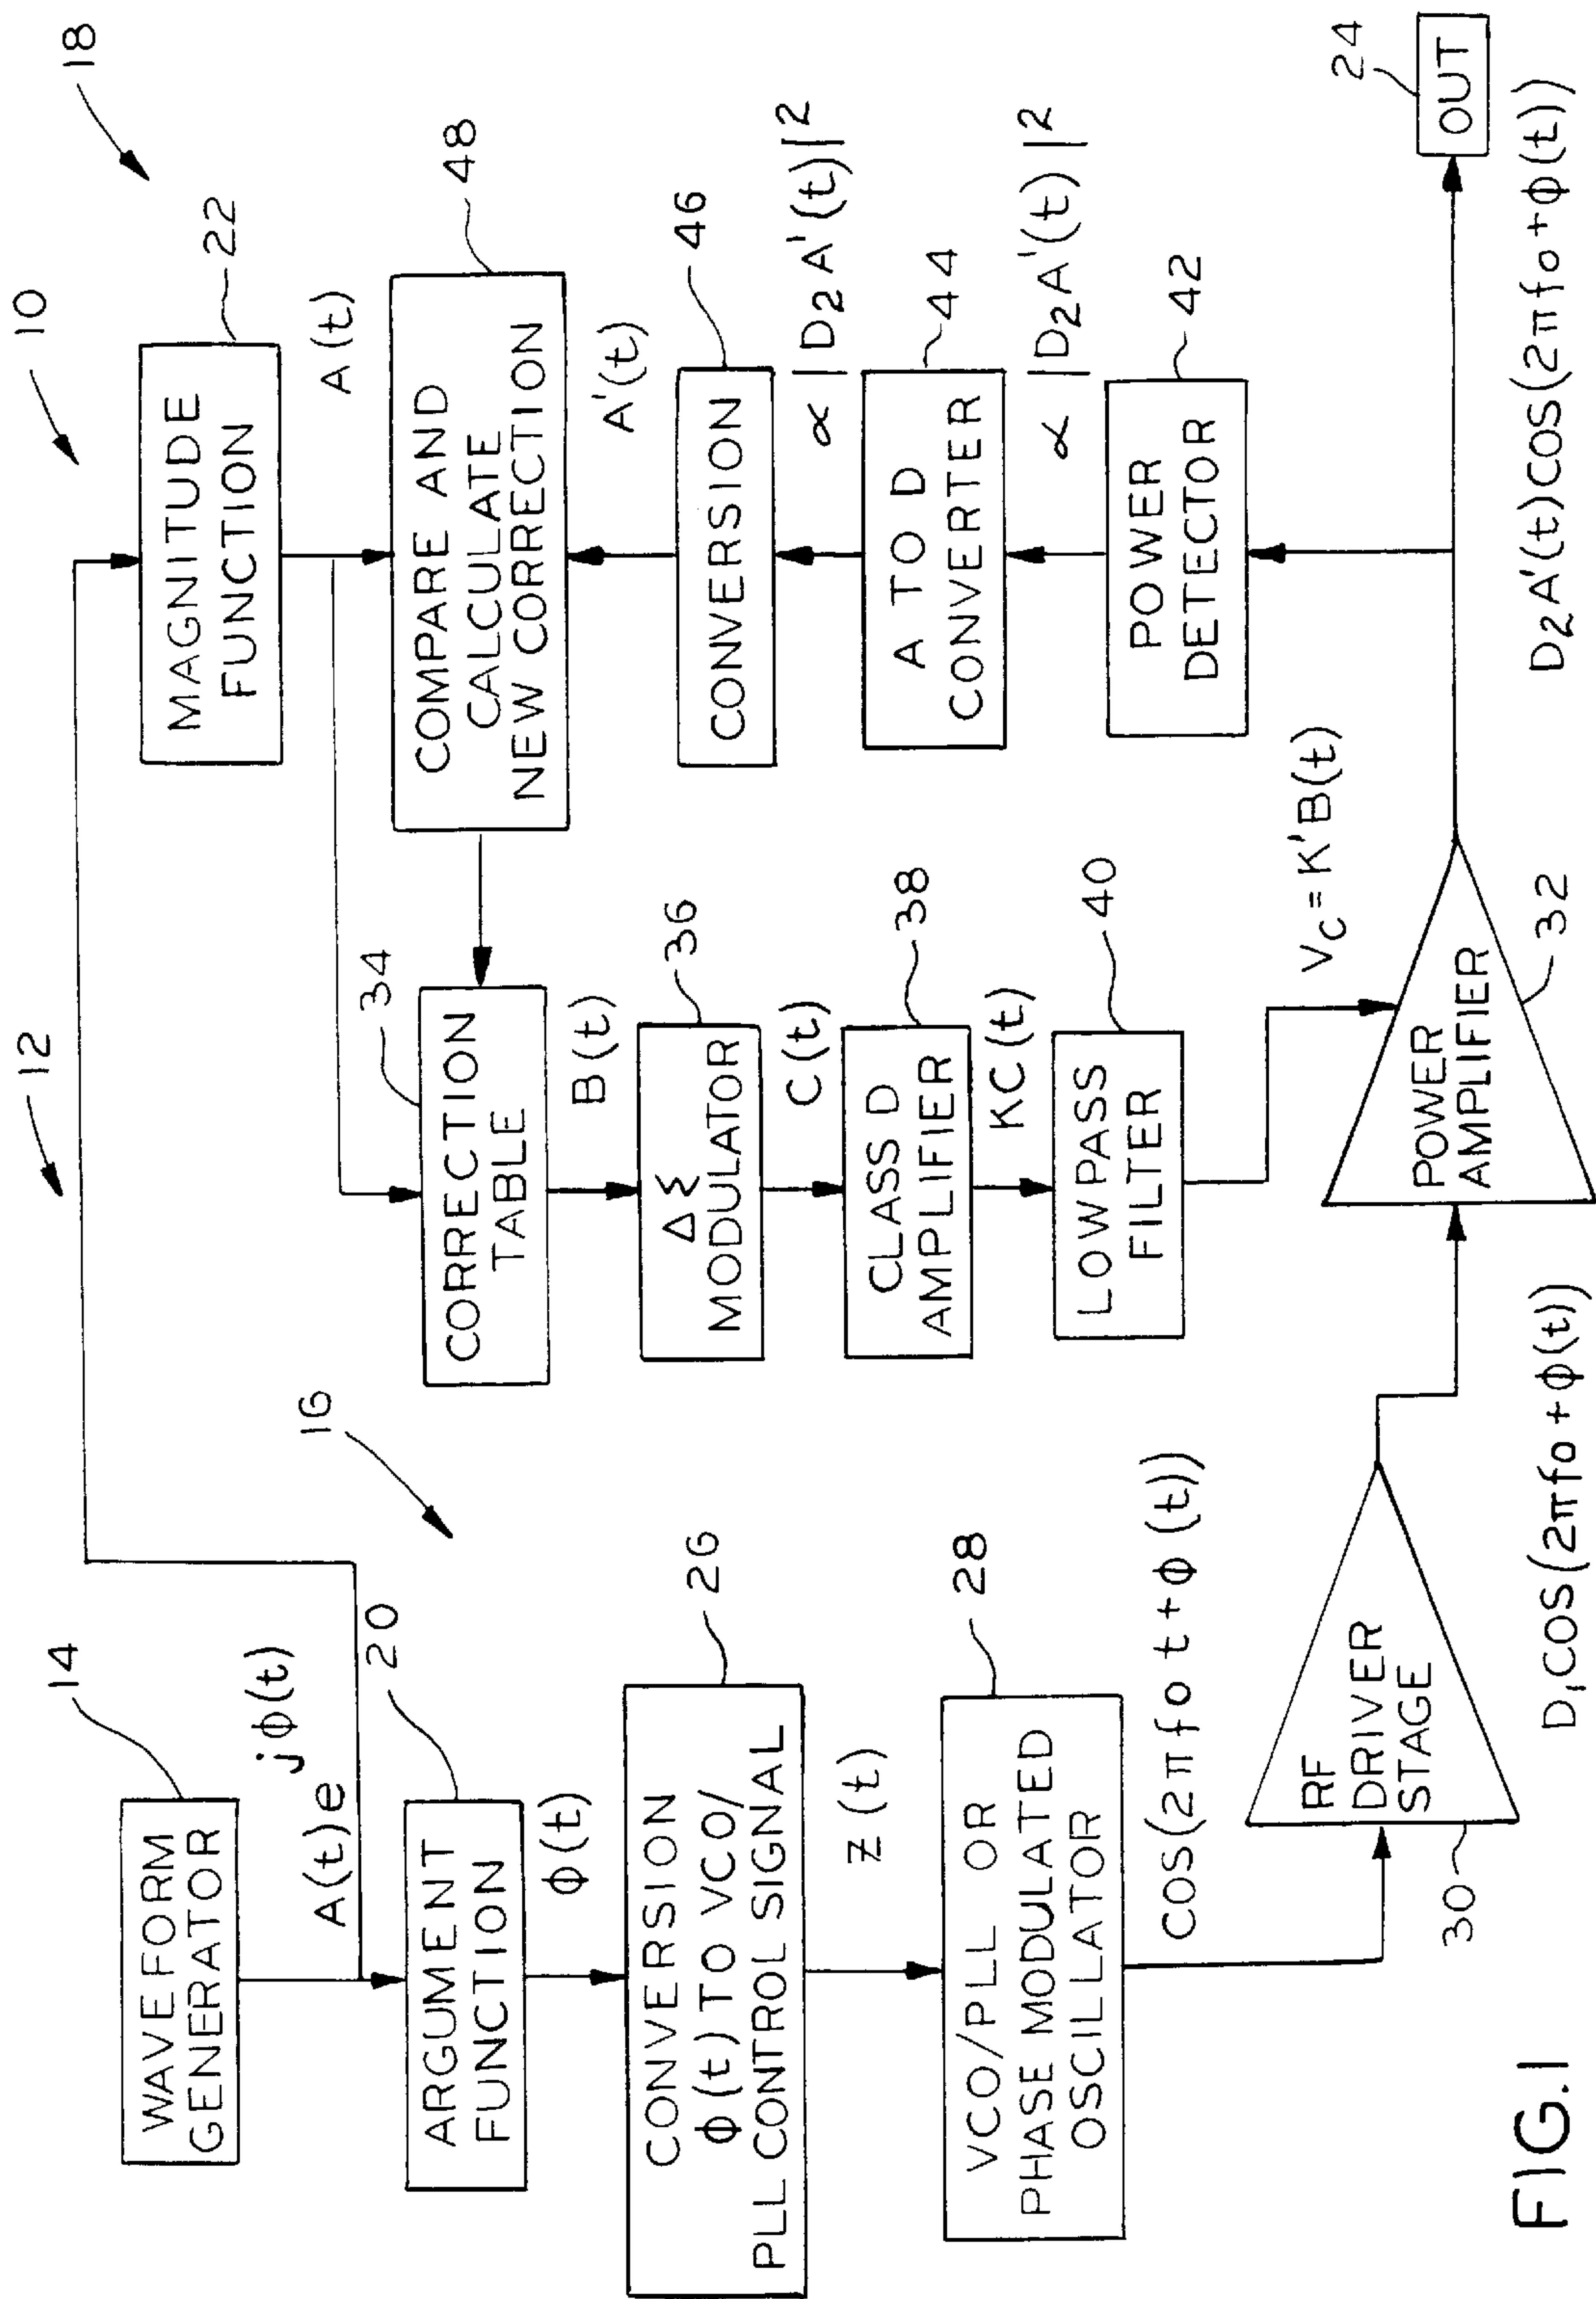 10
12
18
14
WAVEFORM
GENERATOR
A(t)e jφ(t)
20
ARGUMENT
FUNCTION
φ(t)
16
26
CONVERSION
φ(t) TO VCO/
PLL CONTROL SIGNAL
Z(t)
28
VCO/PLL OR
PHASE MODULATED
OSCILLATOR
COS(2πfot+φ(t))
RF
DRIVER
STAGE
30
D₁COS(2πfo+φ(t))
34
CORRECTION
TABLE
B(t)
36
ΔΣ
MODULATOR
C(t)
38
CLASS D
AMPLIFIER
KC(t)
40
LOWPASS
FILTER
VC=K'B(t)
POWER
AMPLIFIER
32
MAGNITUDE
FUNCTION
22
A(t)
48
COMPARE AND
CALCULATE
NEW CORRECTION
A'(t)
46
CONVERSION
∝ |D₂A'(t)|²
44
A TO D
CONVERTER
∝ |D₂A'(t)|²
42
POWER
DETECTOR
24
OUT
D₂A'(t)COS(2πfo+φ(t))
FIG.1